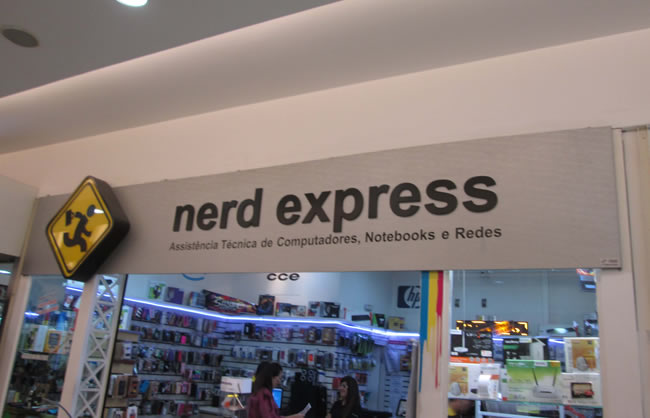 nerd express
Assistência Técnica de Computadores, Notebooks e Redes
cce
hp